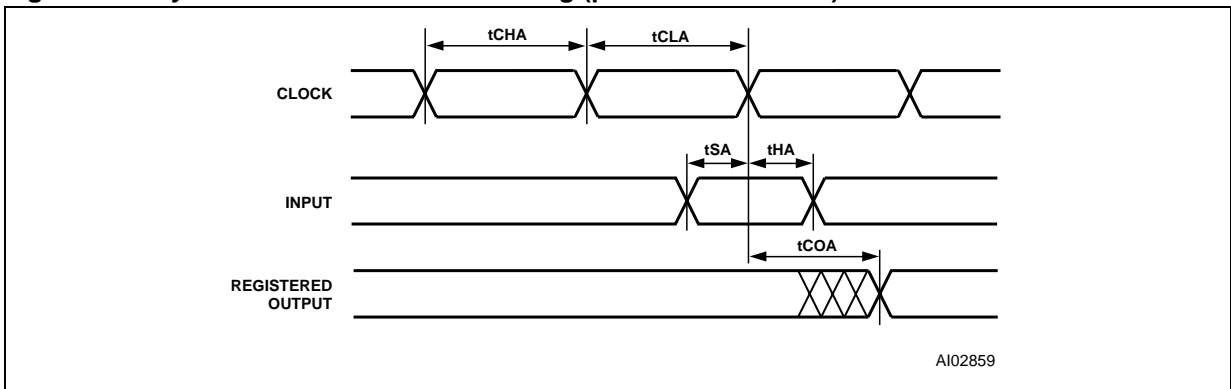 tCHA tCLA
CLOCK
tSA tHA
INPUT
tCOA
REGISTERED
OUTPUT
AI02859